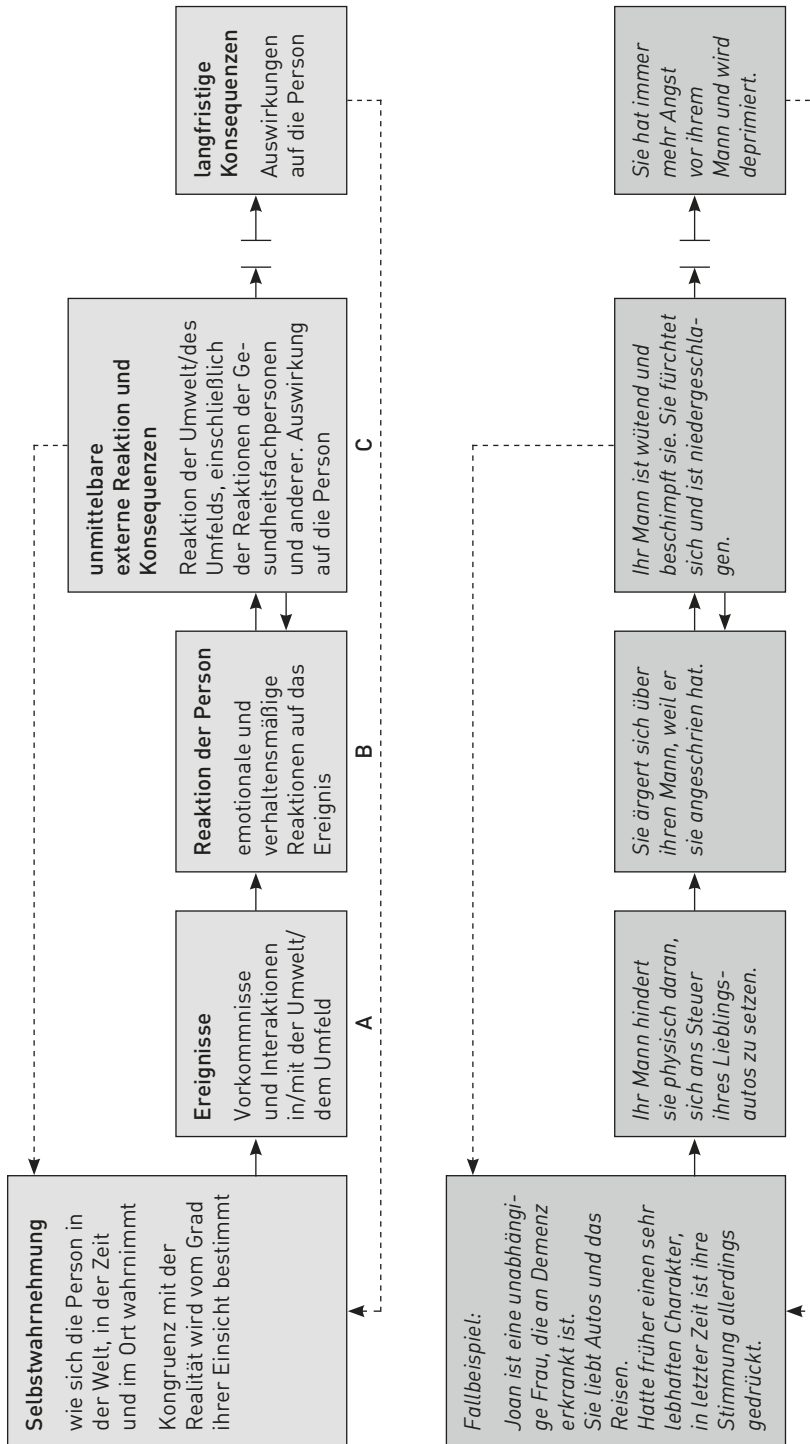 Selbstwahrnehmung
wie sich die Person in
der Welt, in der Zeit
und im Ort wahrnimmt
Kongruenz mit der
Realität wird vom Grad
ihrer Einsicht bestimmt
Ereignisse
Vorkommnisse
und Interaktionen
in/mit der Umwelt/
dem Umfeld
A
Reaktion der Person
emotionale und
verhaltensmäßige
Reaktionen auf das
Ereignis
B
unmittelbare
externe Reaktion und
Konsequenzen
Reaktion der Umwelt/des
Umfelds, einschließlich
der Reaktionen der Ge-
sundheitsfachpersonen
und anderer. Auswirkung
auf die Person
C
langfristige
Konsequenzen
Auswirkungen
auf die Person
Fallbeispiel:
Joan ist eine unabhängi-
ge Frau, die an Demenz
erkrankt ist.
Sie liebt Autos und das
Reisen.
Hatte früher einen sehr
lebhaften Charakter,
in letzter Zeit ist ihre
Stimmung allerdings
gedrückt.
Ihr Mann hindert
sie physisch daran,
sich ans Steuer
ihres Lieblings-
autos zu setzen.
Sie ärgert sich über
ihren Mann, weil er
sie angeschrien hat.
Ihr Mann ist wütend und
beschimpft sie. Sie fürchtet
sich und ist niedergeschla-
gen.
Sie hat immer
mehr Angst
vor ihrem
Mann und wird
deprimiert.